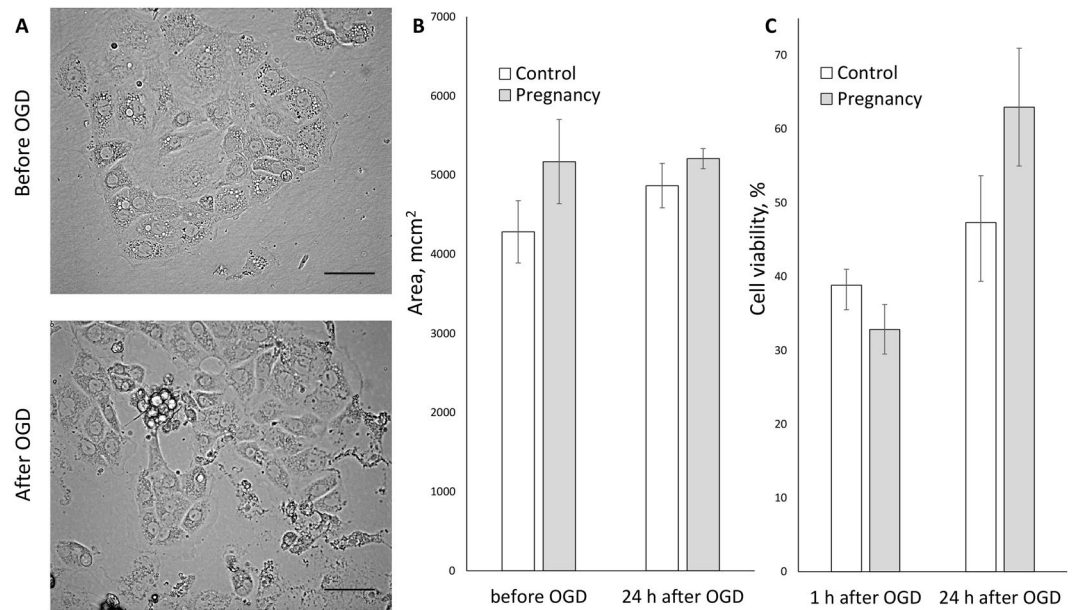 A
Before OGD
After OGD
B
7000
6000
5000
4000
3000
2000
1000
0
Area, mcm²
Control
Pregnancy
before OGD
24 h after OGD
C
70
60
50
40
30
20
10
0
Cell viability, %
Control
Pregnancy
1 h after OGD
24 h after OGD